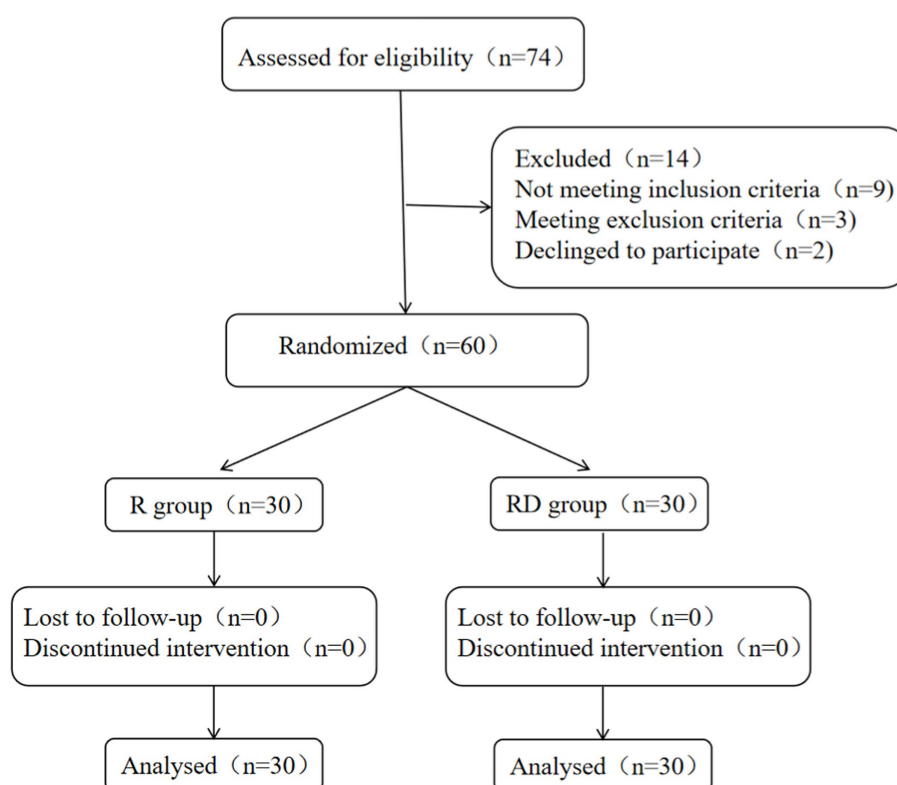 Assessed for eligibility（n=74）
Excluded（n=14）
Not meeting inclusion criteria（n=9)
Meeting exclusion criteria（n=3)
Declinged to participate（n=2)
Randomized（n=60）
R group（n=30）
RD group（n=30）
Lost to follow-up（n=0）
Discontinued intervention（n=0）
Lost to follow-up（n=0）
Discontinued intervention（n=0）
Analysed（n=30）
Analysed（n=30）